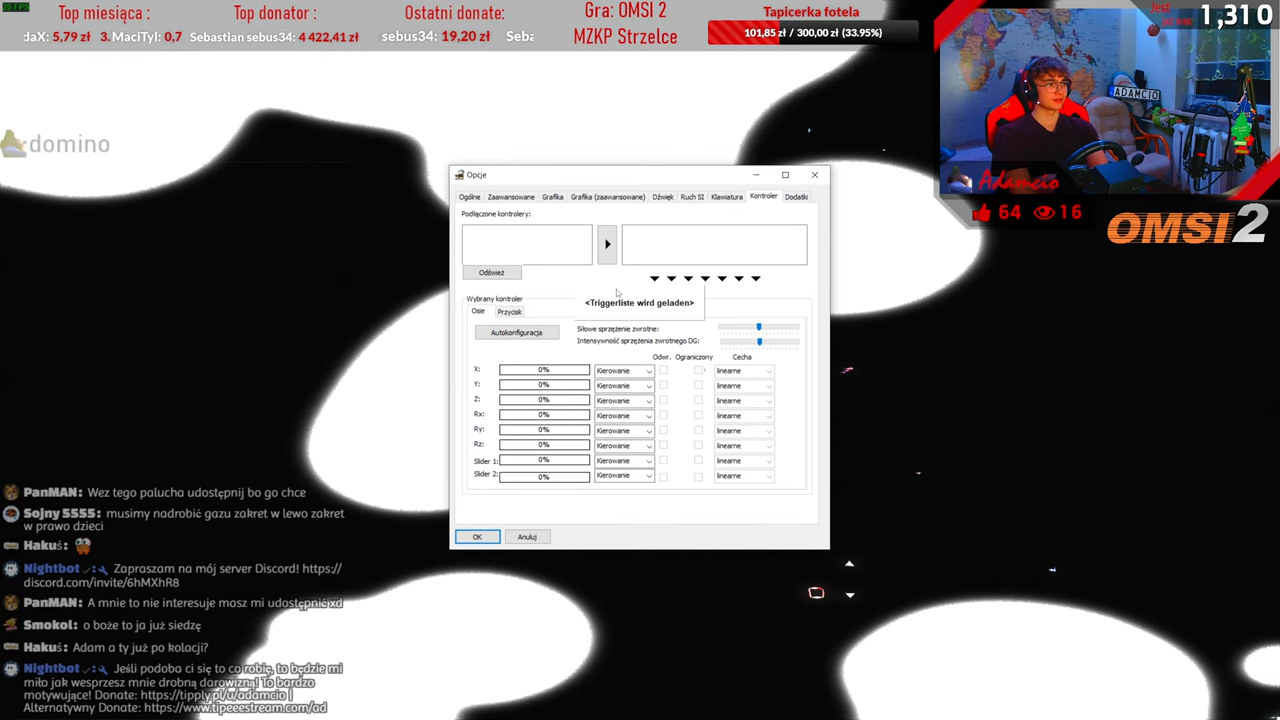 20 FPS
Top miesiąca :
Top donator :
Ostatni donate:
Gra: OMSI 2
Tapicerka fotela
Jest
1,310
daX: 5,79 zł 3. MaciTyl: 0,7
Sebastian sebus34: 4 422,41 zł
sebus34: 19,20 zł Seba
MZKP Strzelce
101,85 zł / 300,00 zł (33.95%)
ADAMCIO
domino
Adamcio
64 16
OMSI 2
Opcje
Ogólne Zaawansowane Grafika Grafika (zaawansowane) Dźwięk Ruch SI Klawiatura Kontroler Dodatki
Podłączone kontrolery:
Odśwież
Wybrany kontroler
<Triggerliste wird geladen>
Osie Przycisk
Autokonfiguracja
Siłowe sprzężenie zwrotne:
Intensywność sprzężenia zwrotnego DG:
Odwr. Ograniczony Cecha
X: 0% Kierowanie linearne
Y: 0% Kierowanie linearne
Z: 0% Kierowanie linearne
Rx: 0% Kierowanie linearne
Ry: 0% Kierowanie linearne
Rz: 0% Kierowanie linearne
Slider 1: 0% Kierowanie linearne
Slider 2: 0% Kierowanie linearne
OK Anuluj
PanMAN: Wez tego palucha udostępnij bo go chce
Sojny 5555: musimy nadrobić gazu zakret w lewo zakret
w prawo dzieci
Hakuś:
Nightbot : Zapraszam na mój server Discord! https://
discord.com/invite/6hMXhR8
PanMAN: A mnie to nie interesuje masz mi udostępnić xd
Smokol: o boże to ja już siedzę
Hakuś: Adam a ty już po kolacji?
Nightbot : Jeśli podoba ci się to co robię, to będzie mi
miło jak wesprzesz mnie drobną darowizną! To bardzo
motywujące! Donate: https://tipply.pl/u/adamcio |
Alternatywny Donate: https://www.tipeeestream.com/ad